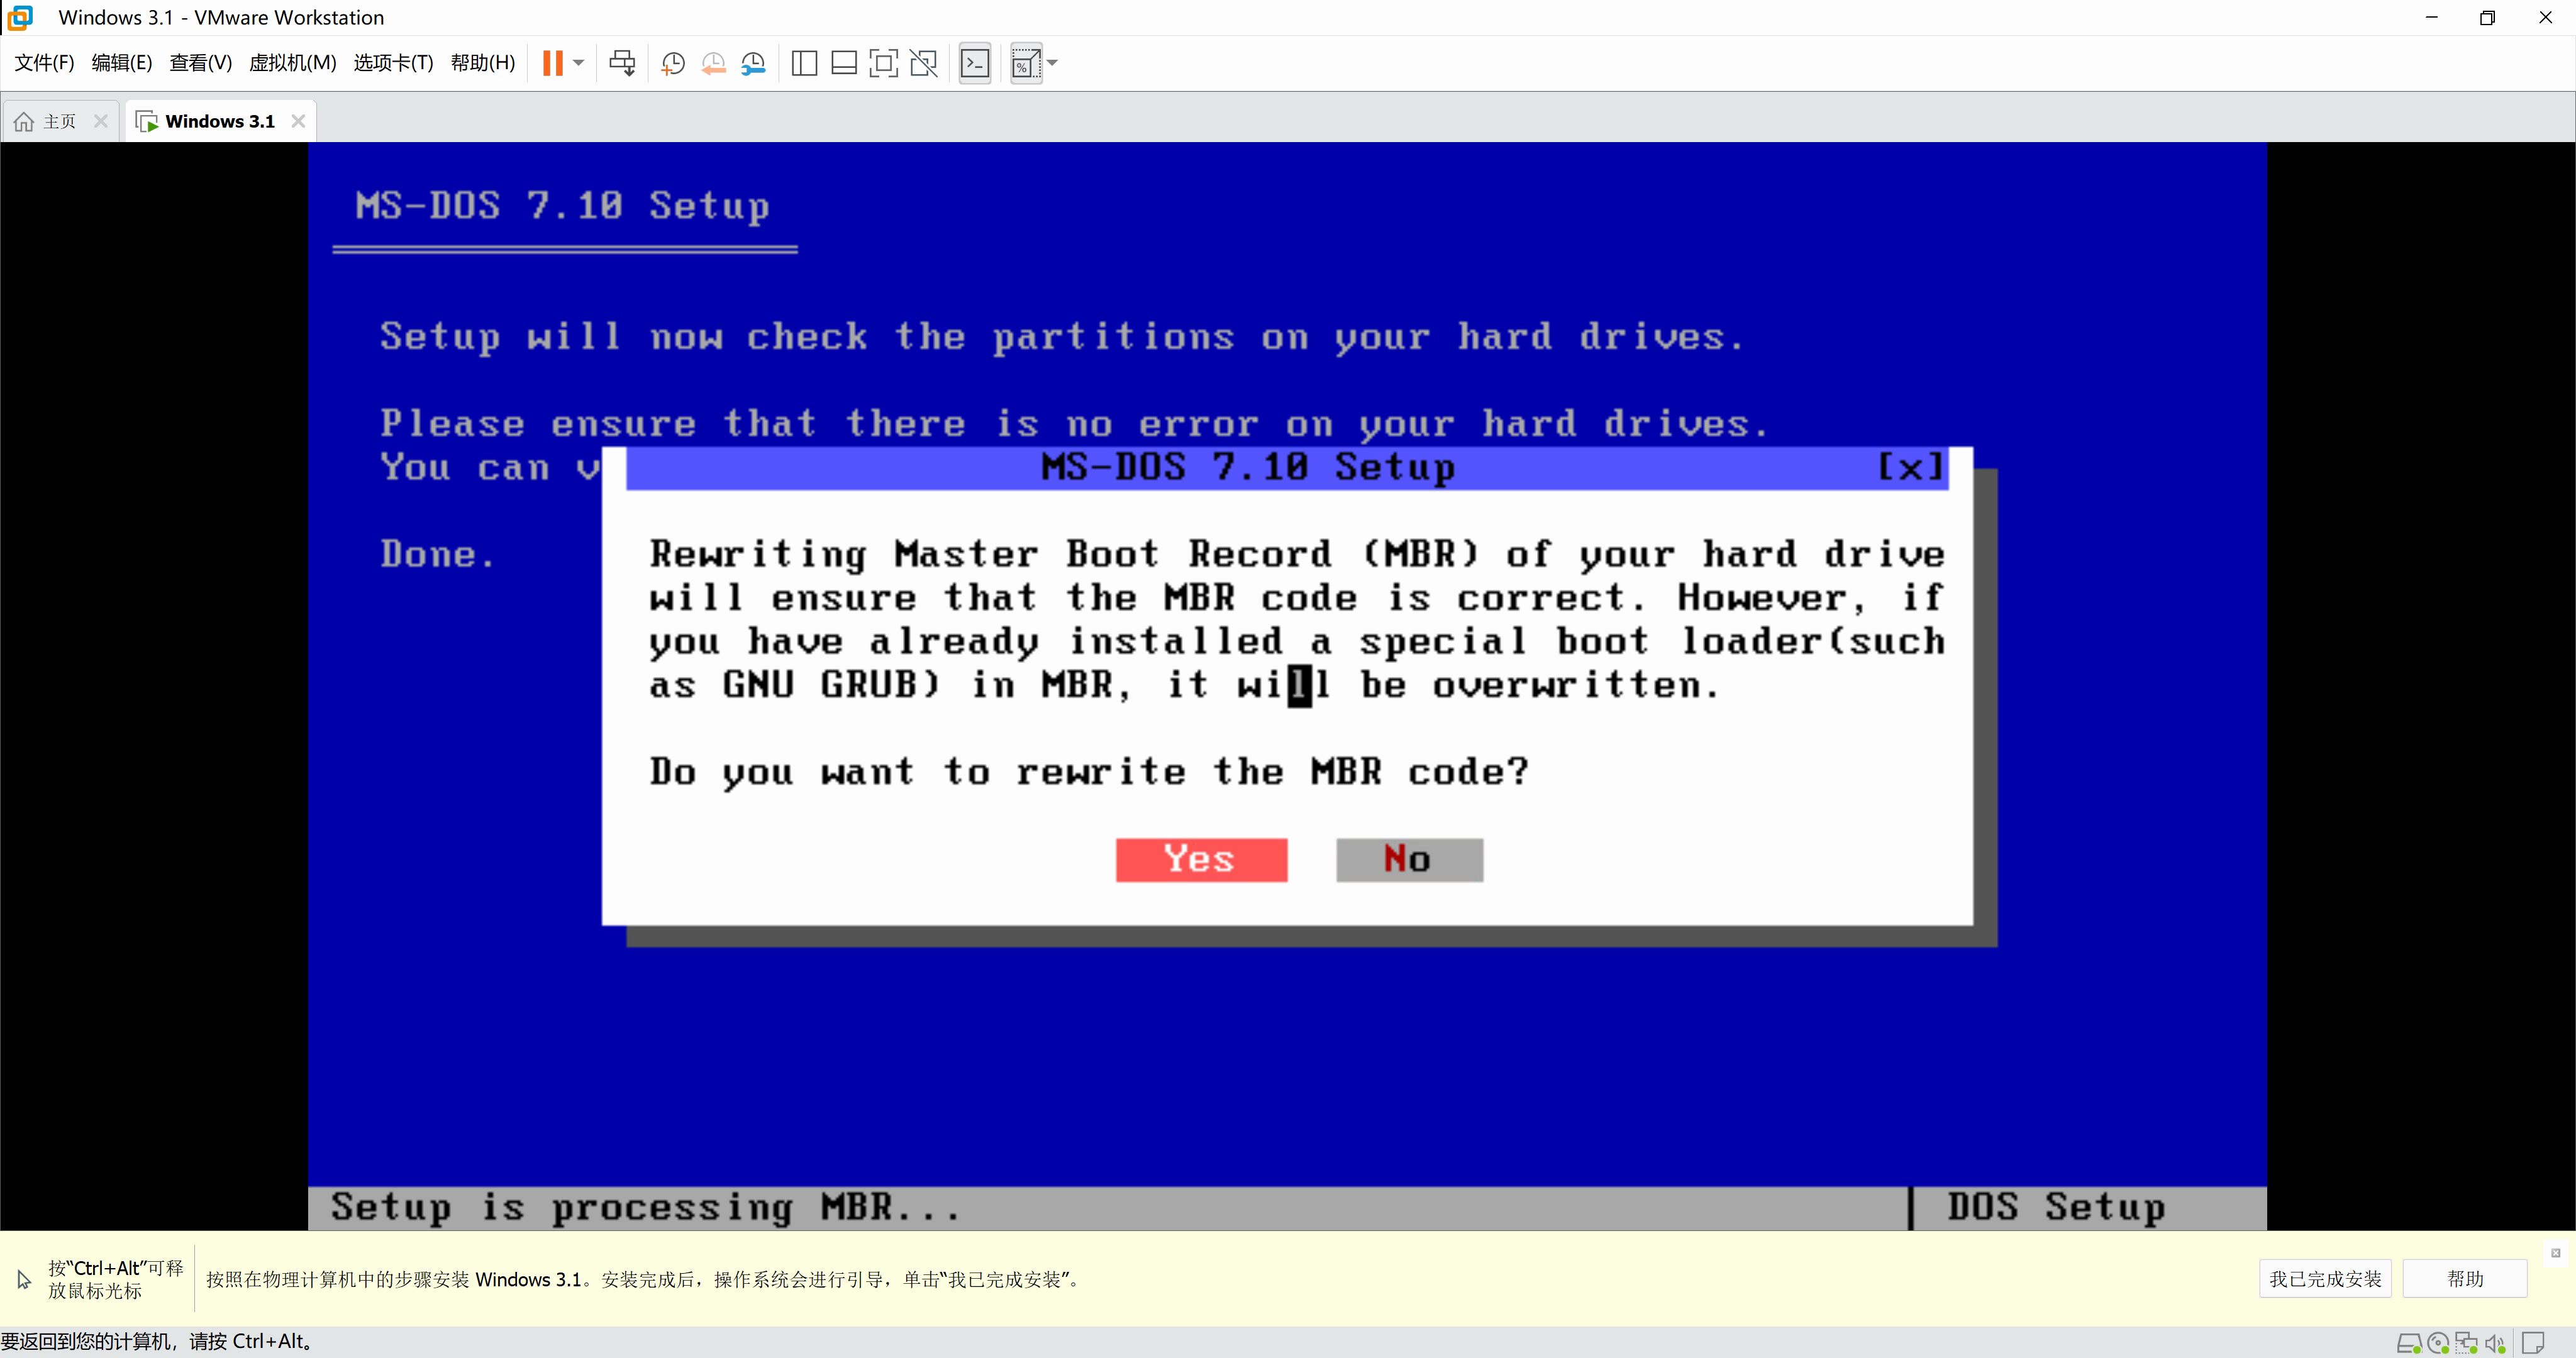 Windows 3.1 - VMware Workstation
文件(F) 编辑(E) 查看(V) 虚拟机(M) 选项卡(T) 帮助(H)
主页 Windows 3.1
MS-DOS 7.10 Setup
Setup will now check the partitions on your hard drives.
Please ensure that there is no error on your hard drives.
You can v
Done.
MS-DOS 7.10 Setup [x]
Rewriting Master Boot Record (MBR) of your hard drive
will ensure that the MBR code is correct. However, if
you have already installed a special boot loader(such
as GNU GRUB) in MBR, it will be overwritten.
Do you want to rewrite the MBR code?
Yes No
Setup is processing MBR... DOS Setup
按“Ctrl+Alt”可释
放鼠标光标
按照在物理计算机中的步骤安装 Windows 3.1。安装完成后，操作系统会进行引导，单击“我已完成安装”。
我已完成安装 帮助
要返回到您的计算机，请按 Ctrl+Alt。